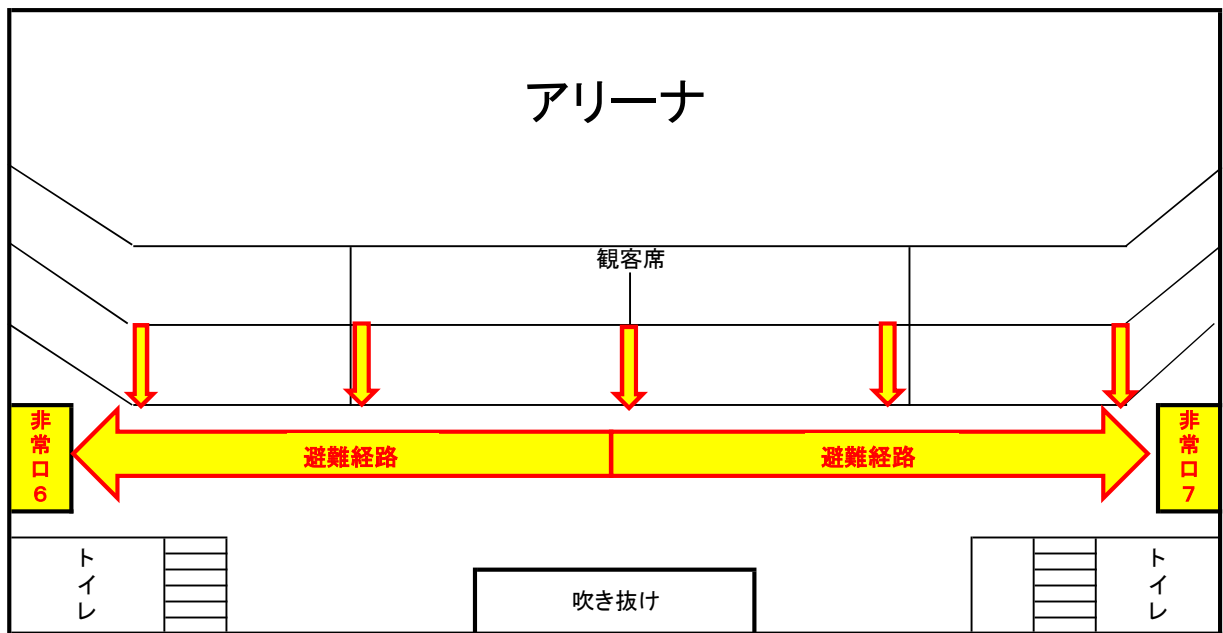 アリーナ
観客席
非常口6
避難経路
避難経路
非常口7
トイレ
吹き抜け
トイレ